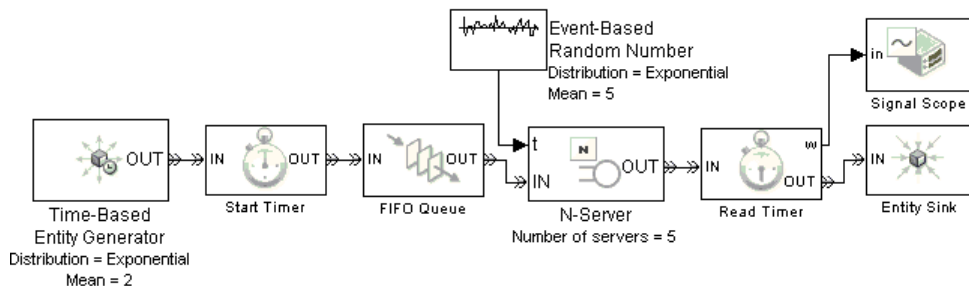 Event-Based
Random Number
Distribution = Exponential
Mean = 5
in
Signal Scope
OUT
Time-Based
Entity Generator
Distribution = Exponential
Mean = 2
IN
OUT
Start Timer
IN
OUT
FIFO Queue
t
IN
N
OUT
N-Server
Number of servers = 5
IN
w
OUT
Read Timer
IN
Entity Sink